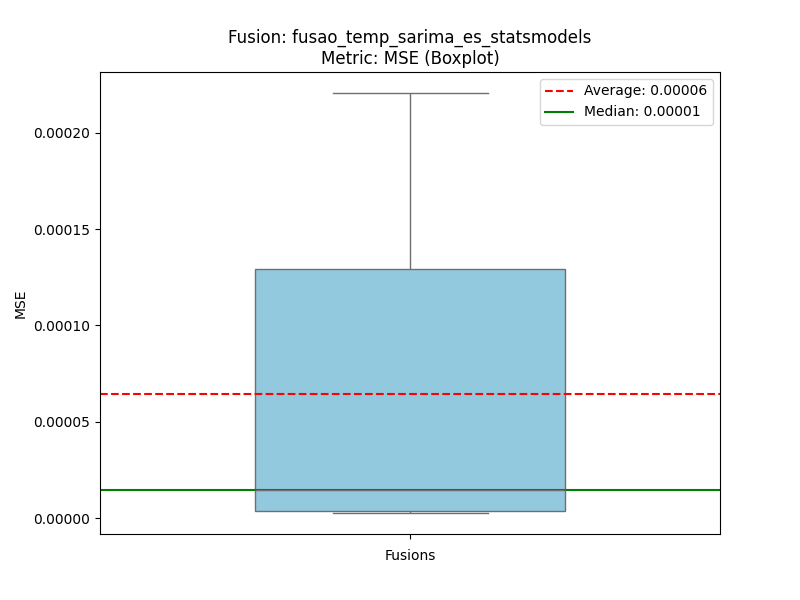 Fusion: fusao_temp_sarima_es_statsmodels
Metric: MSE (Boxplot)
Average: 0.00006
Median: 0.00001
0.00020
0.00015
0.00010
0.00005
0.00000
MSE
Fusions